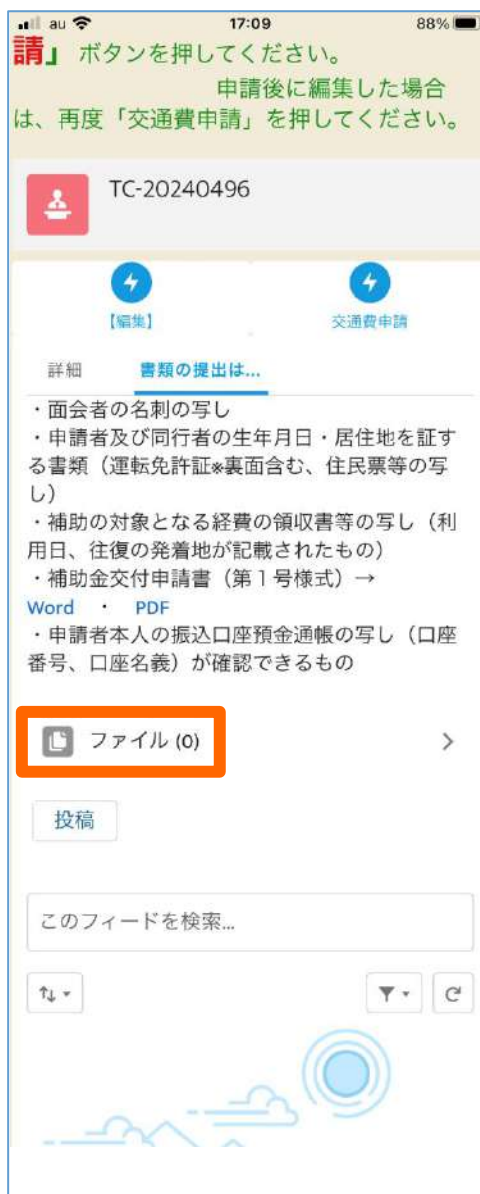 au 17:09 88%
請」ボタンを押してください。
申請後に編集した場合
は、再度「交通費申請」を押してください。
TC-20240496
【編集】 交通費申請
詳細 書類の提出は...
・面会者の名刺の写し
・申請者及び同行者の生年月日・居住地を証す
る書類（運転免許証※裏面含む、住民票等の写
し）
・補助の対象となる経費の領収書等の写し（利
用日、往復の発着地が記載されたもの）
・補助金交付申請書（第１号様式）→
Word ・ PDF
・申請者本人の振込口座預金通帳の写し（口座
番号、口座名義）が確認できるもの
ファイル (0)
投稿
このフィードを検索...